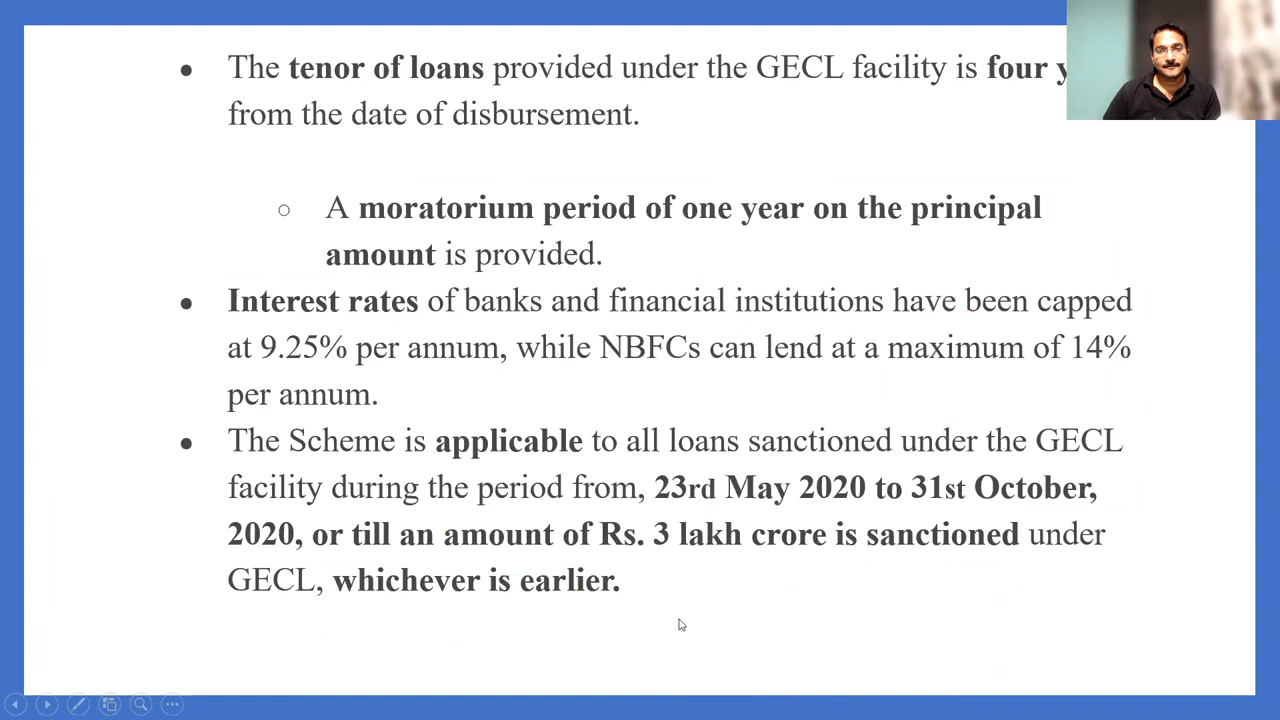 The tenor of loans provided under the GECL facility is four y
from the date of disbursement.
A moratorium period of one year on the principal
amount is provided.
Interest rates of banks and financial institutions have been capped
at 9.25% per annum, while NBFCs can lend at a maximum of 14%
per annum.
The Scheme is applicable to all loans sanctioned under the GECL
facility during the period from, 23rd May 2020 to 31st October,
2020, or till an amount of Rs. 3 lakh crore is sanctioned under
GECL, whichever is earlier.